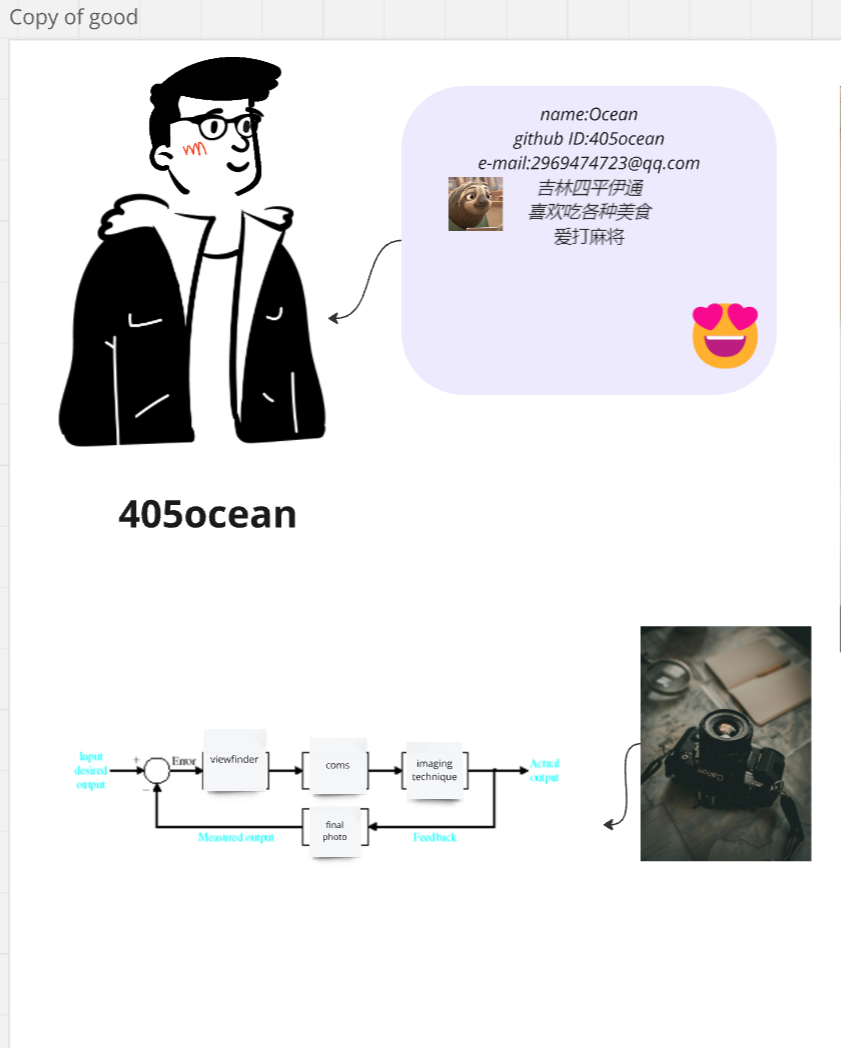 Copy of good
name:Ocean
github ID:405ocean
e-mail:2969474723@qq.com
吉林四平伊通
喜欢吃各种美食
爱打麻将
405ocean
Input
desired
output
+
Error
−
viewfinder
coms
imaging
technique
Actual
output
final
photo
Measured output
Feedback
Canon